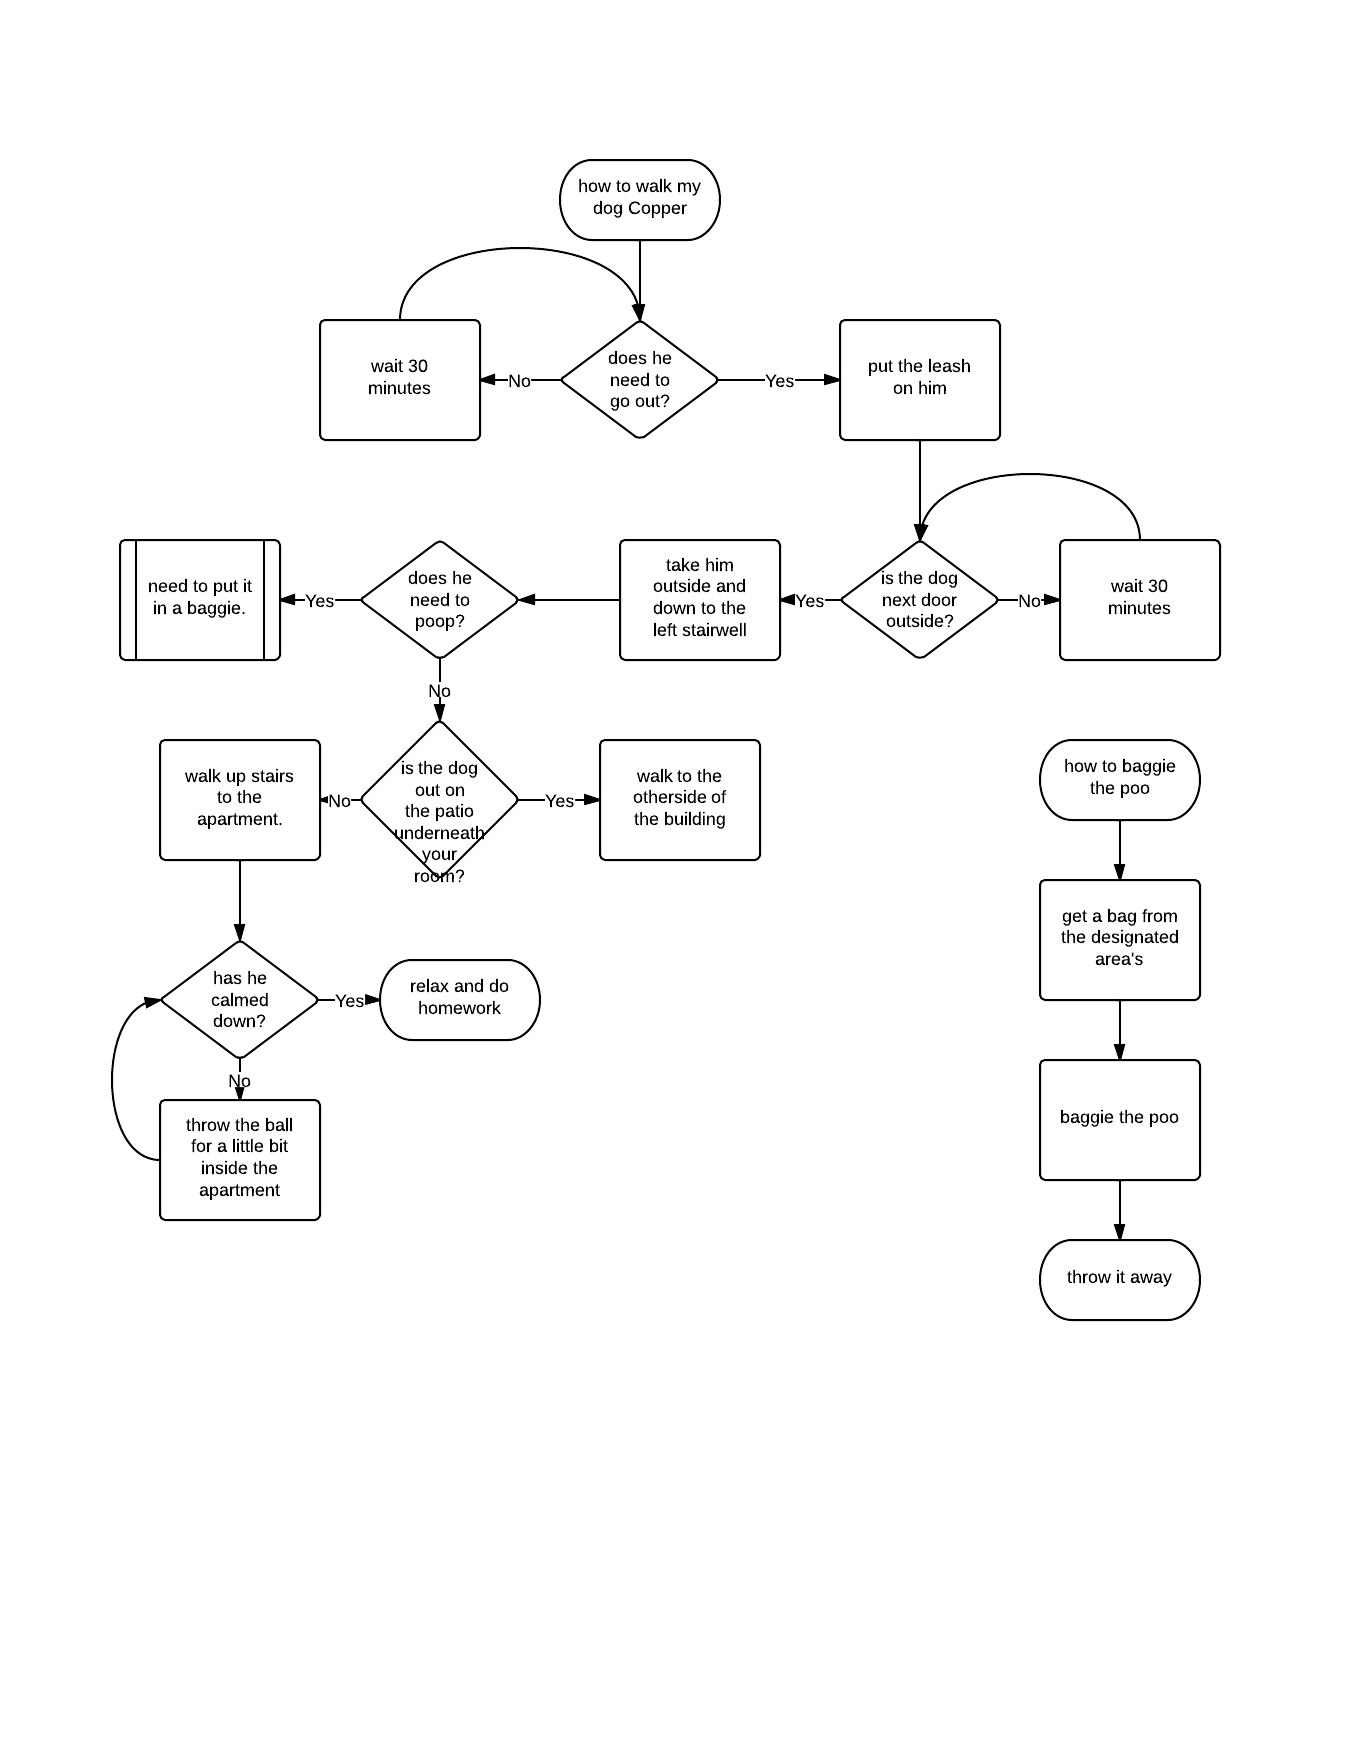 how to walk my
dog Copper
wait 30
minutes
No
does he
need to
go out?
Yes
put the leash
on him
need to put it
in a baggie.
Yes
does he
need to
poop?
take him
outside and
down to the
left stairwell
Yes
is the dog
next door
outside?
No
wait 30
minutes
No
walk up stairs
to the
apartment.
No
is the dog
out on
the patio
underneath
your
room?
Yes
walk to the
otherside of
the building
how to baggie
the poo
get a bag from
the designated
area's
has he
calmed
down?
Yes
relax and do
homework
No
throw the ball
for a little bit
inside the
apartment
baggie the poo
throw it away